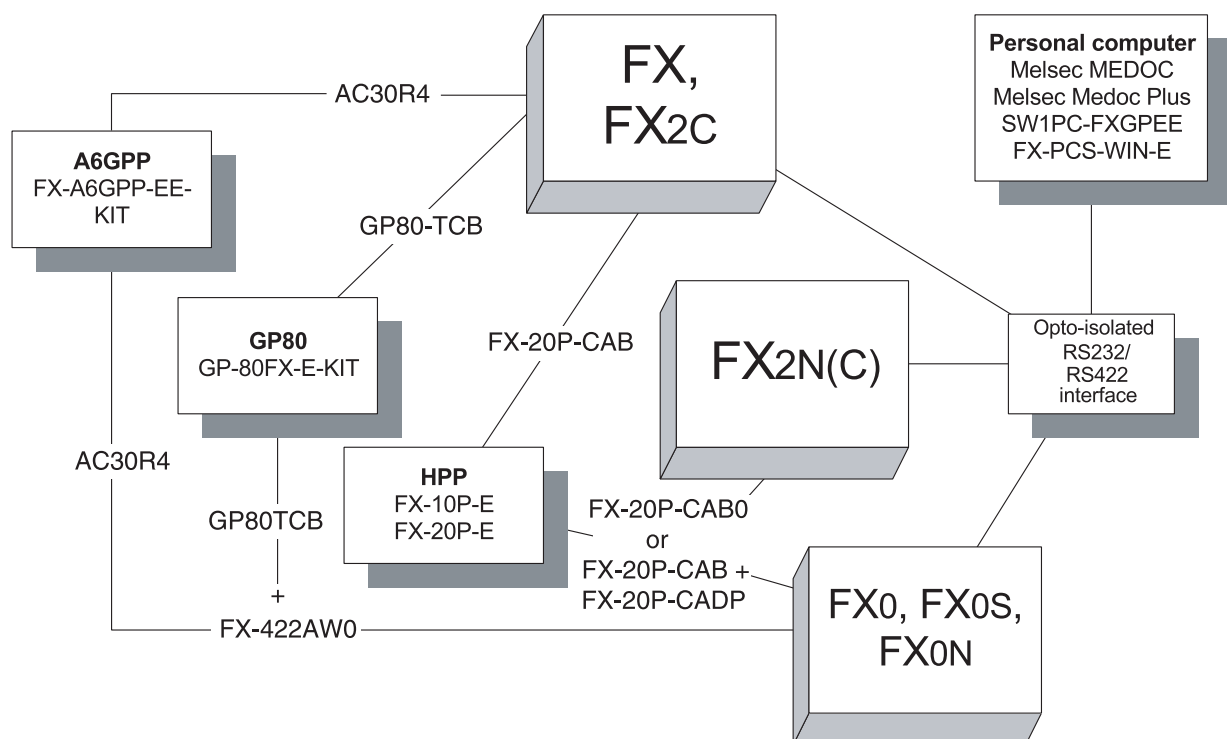 FX,
FX2C
Personal computer
Melsec MEDOC
Melsec Medoc Plus
SW1PC-FXGPEE
FX-PCS-WIN-E
AC30R4
A6GPP
FX-A6GPP-EE-
KIT
GP80-TCB
GP80
GP-80FX-E-KIT
FX-20P-CAB
FX2N(C)
Opto-isolated
RS232/
RS422
interface
AC30R4
HPP
FX-10P-E
FX-20P-E
GP80TCB
+
FX-422AW0
FX-20P-CAB0
or
FX-20P-CAB +
FX-20P-CADP
FX0, FX0S,
FX0N